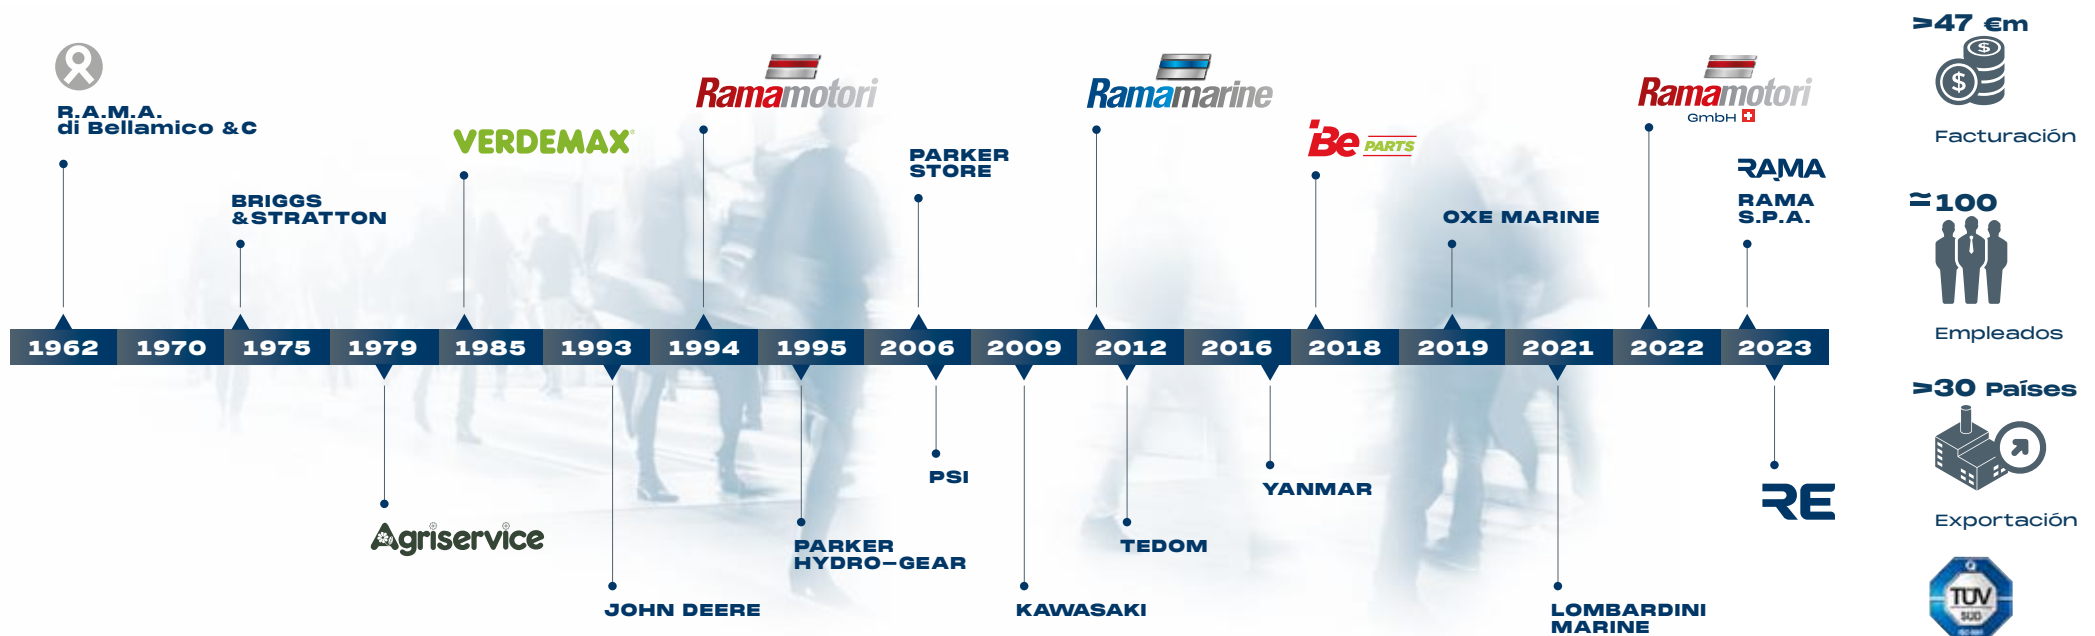 R.A.M.A.
di Bellamico &C
BRIGGS
&STRATTON
VERDEMAX®
Ramamotori
PARKER
STORE
Ramamarine
Be PARTS
OXE MARINE
Ramamotori
GmbH
RAMA
RAMA
S.P.A.
1962 1970 1975 1979 1985 1993 1994 1995 2006 2009 2012 2016 2018 2019 2021 2022 2023
Agriservice
JOHN DEERE
PARKER
HYDRO-GEAR
PSI
KAWASAKI
TEDOM
YANMAR
LOMBARDINI
MARINE
RE
>47 €m
$
$
Facturación
≃100
Empleados
>30 Países
Exportación
TÜV
SÜD